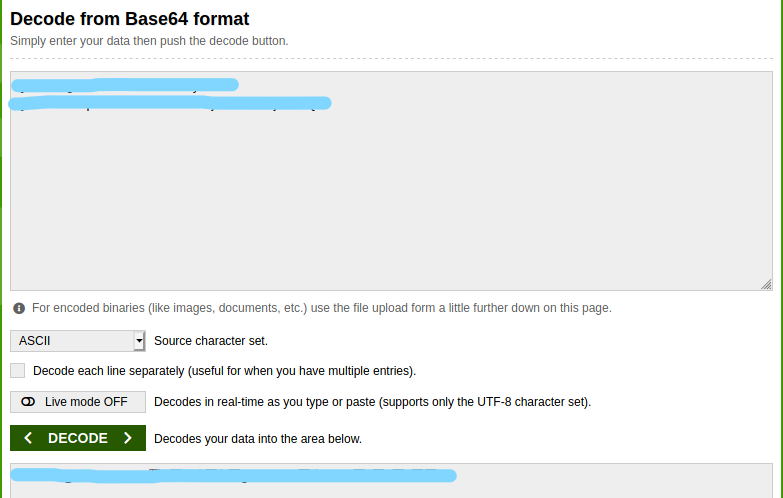 Decode from Base64 format
Simply enter your data then push the decode button.
For encoded binaries (like images, documents, etc.) use the file upload form a little further down on this page.
ASCII Source character set.
Decode each line separately (useful for when you have multiple entries).
Live mode OFF Decodes in real-time as you type or paste (supports only the UTF-8 character set).
< DECODE > Decodes your data into the area below.